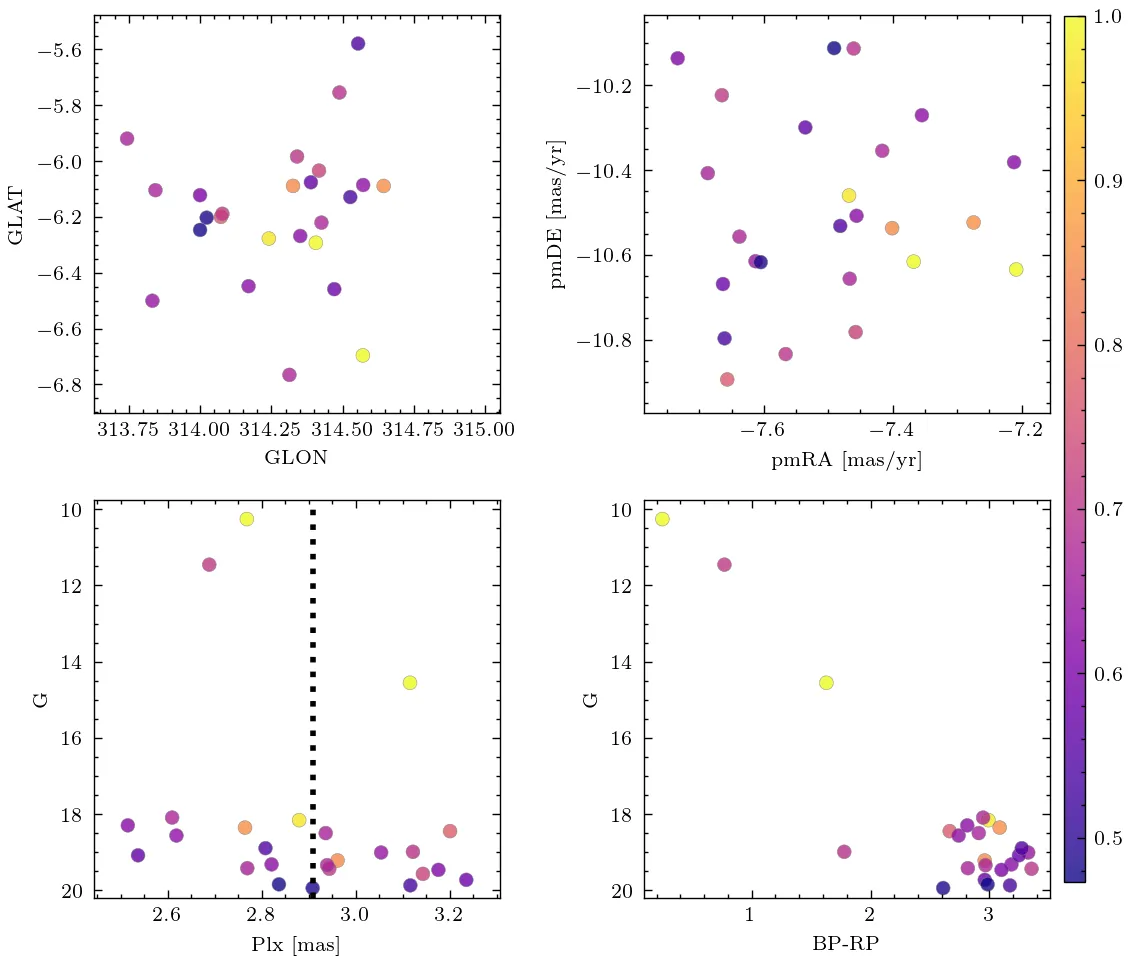 −5.6
−5.8
−6.0
−6.2
−6.4
−6.6
−6.8
GLAT
313.75 314.00 314.25 314.50 314.75 315.00
GLON
−10.2
−10.4
−10.6
−10.8
pmDE [mas/yr]
−7.6 −7.4 −7.2
pmRA [mas/yr]
1.0
0.9
0.8
0.7
0.6
0.5
10
12
14
16
18
20
G
2.6 2.8 3.0 3.2
Plx [mas]
10
12
14
16
18
20
G
1 2 3
BP-RP